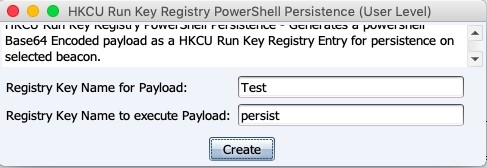 HKCU Run Key Registry PowerShell Persistence (User Level)
HKCU Run Key Registry PowerShell Persistence - Generates a powershell
Base64 Encoded payload as a HKCU Run Key Registry Entry for persistence on
selected beacon.
Registry Key Name for Payload: Test
Registry Key Name to execute Payload: persist
Create